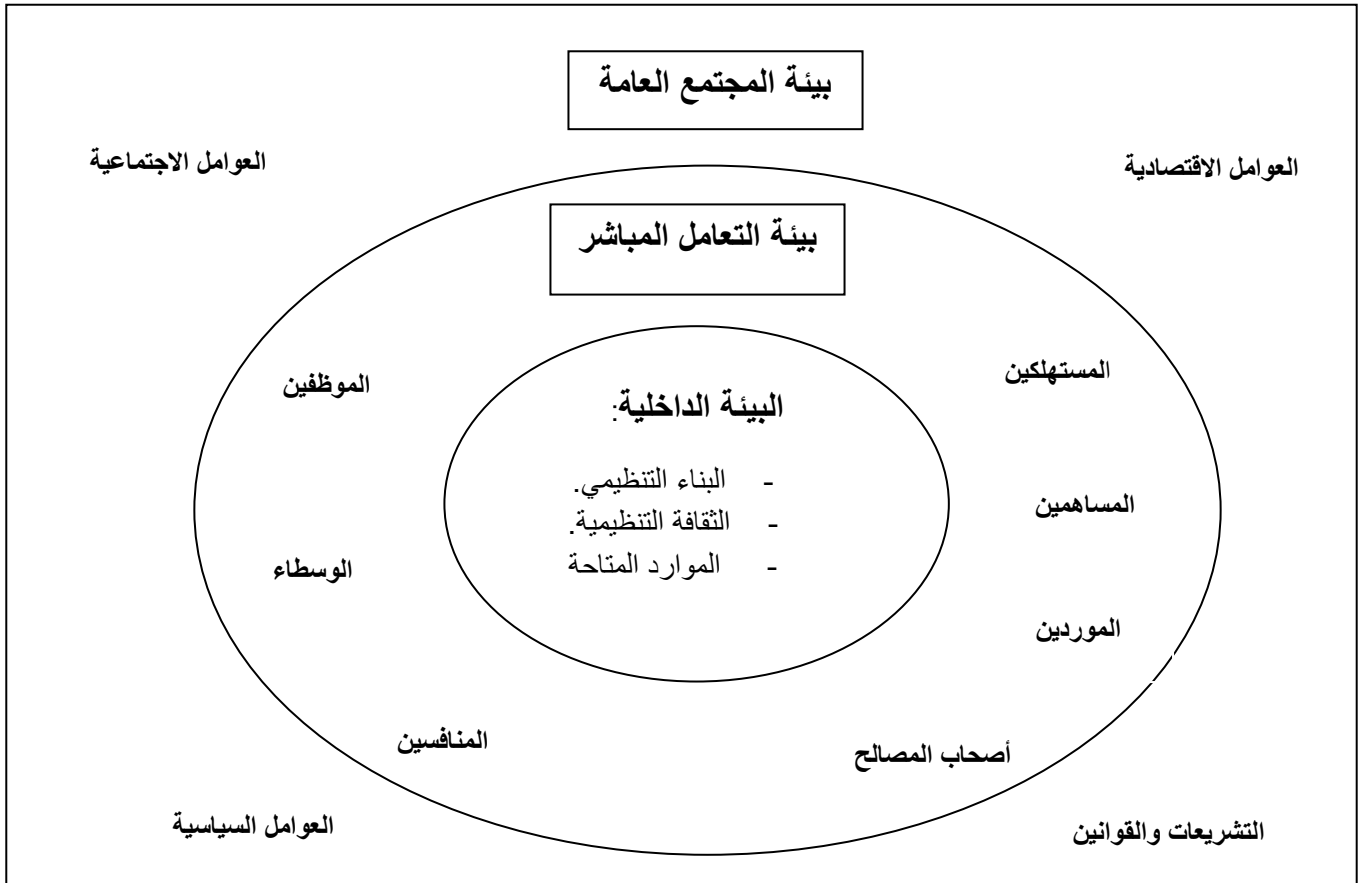 بيئة المجتمع العامة
العوامل الاقتصادية
العوامل الاجتماعية
بيئة التعامل المباشر
المستهلكين
الموظفين
البيئة الداخلية:
- البناء التنظيمي.
- الثقافة التنظيمية.
- الموارد المتاحة
المساهمين
الوسطاء
الموردين
أصحاب المصالح
المنافسين
التشريعات والقوانين
العوامل السياسية